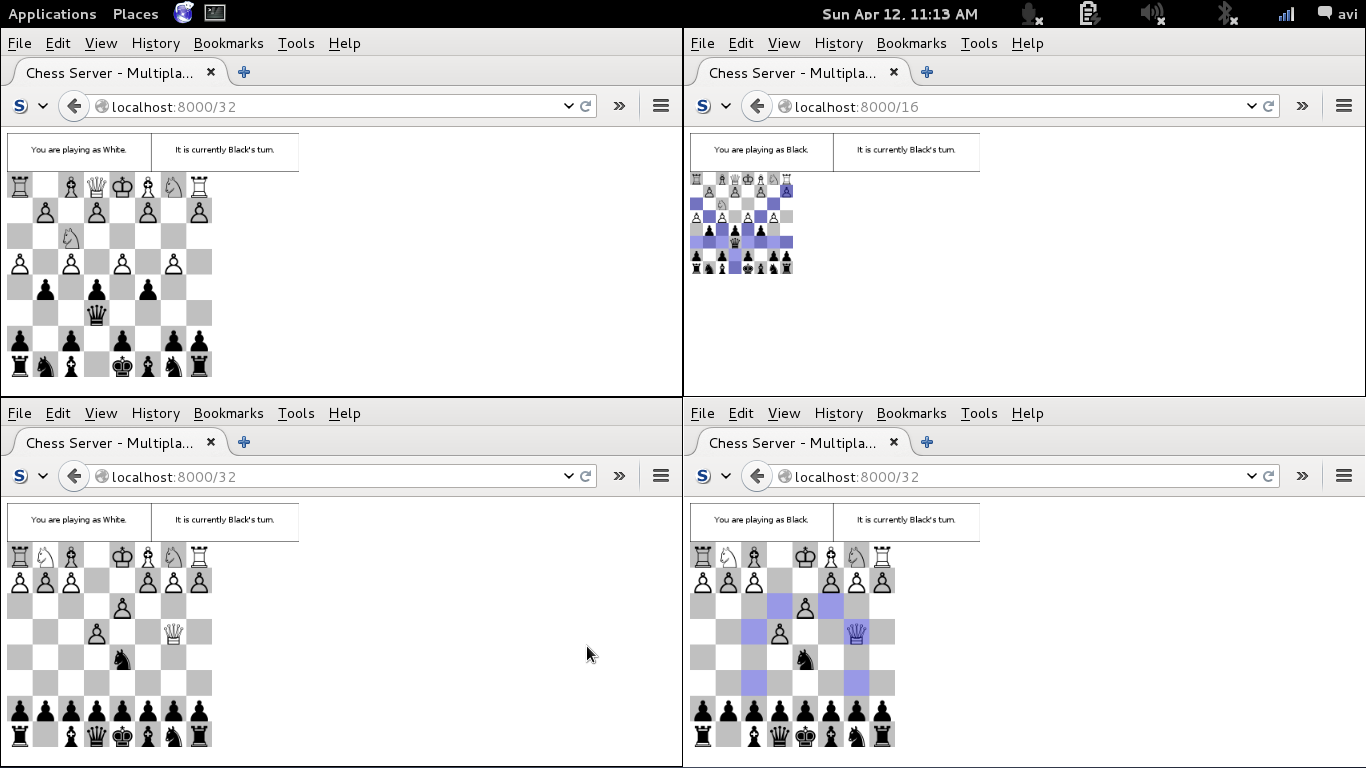 Applications Places Sun Apr 12, 11:13 AM avi
File Edit View History Bookmarks Tools Help
Chess Server - Multipla...
localhost:8000/32
You are playing as White. It is currently Black's turn.
File Edit View History Bookmarks Tools Help
Chess Server - Multipla...
localhost:8000/16
You are playing as Black. It is currently Black's turn.
File Edit View History Bookmarks Tools Help
Chess Server - Multipla...
localhost:8000/32
You are playing as White. It is currently Black's turn.
File Edit View History Bookmarks Tools Help
Chess Server - Multipla...
localhost:8000/32
You are playing as Black. It is currently Black's turn.